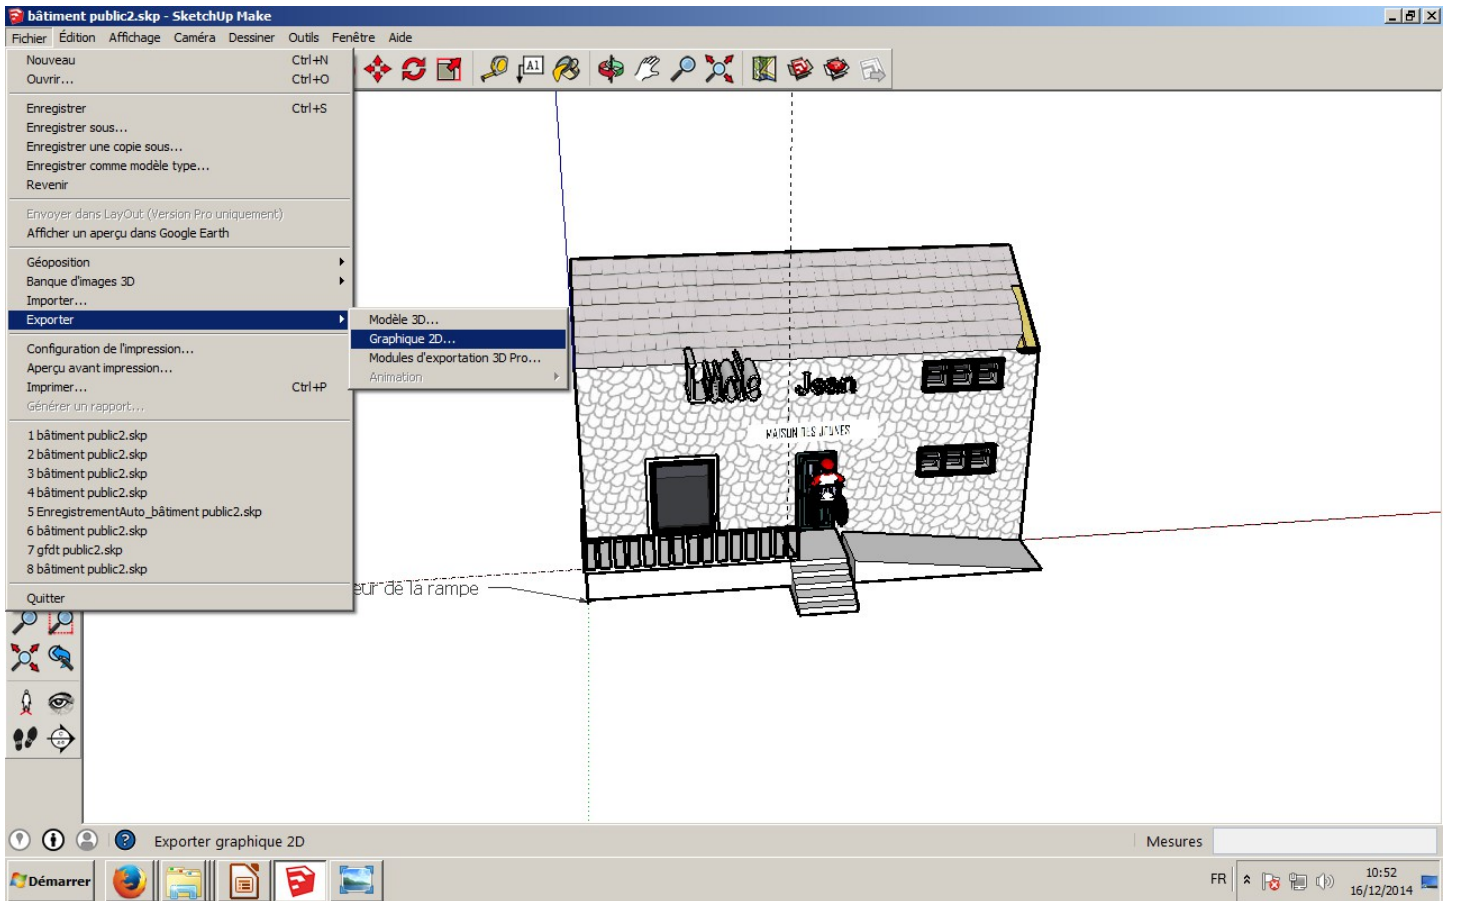 bâtiment public2.skp - SketchUp Make
Fichier Édition Affichage Caméra Dessiner Outils Fenêtre Aide
Nouveau Ctrl+N
Ouvrir... Ctrl+O
Enregistrer Ctrl+S
Enregistrer sous...
Enregistrer une copie sous...
Enregistrer comme modèle type...
Revenir
Envoyer dans LayOut (Version Pro uniquement)
Afficher un aperçu dans Google Earth
Géoposition
Banque d'images 3D
Importer...
Exporter
Modèle 3D...
Graphique 2D...
Modules d'exportation 3D Pro...
Animation
Configuration de l'impression...
Aperçu avant impression...
Imprimer... Ctrl+P
Générer un rapport...
1 bâtiment public2.skp
2 bâtiment public2.skp
3 bâtiment public2.skp
4 bâtiment public2.skp
5 EnregistrementAuto_bâtiment public2.skp
6 bâtiment public2.skp
7 gfdt public2.skp
8 bâtiment public2.skp
Quitter
A1
Jean
MAISON DES JEUNES
eur de la rampe
Exporter graphique 2D
Mesures
Démarrer
FR
10:52
16/12/2014